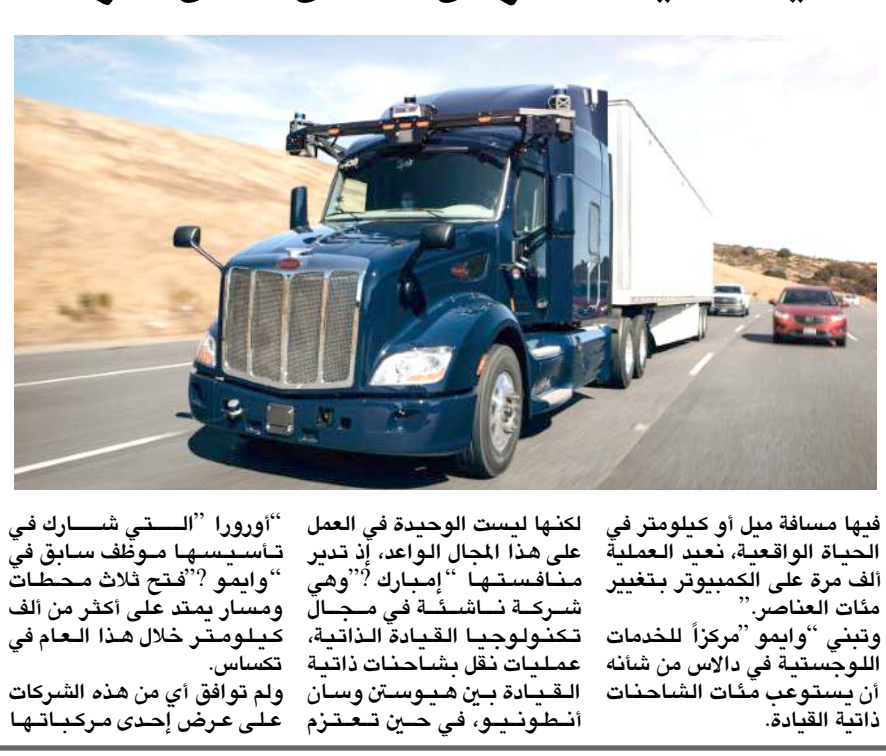 فيها مسافة ميل أو كيلومتر في
الحياة الواقعية، نعيد العملية
ألف مرة على الكمبيوتر بتغيير
مئات العناصر.”
وتبني “وايمو ”مركزاً للخدمات
اللوجستية في دالاس من شأنه
أن يستوعب مئات الشاحنات
ذاتية القيادة.
لكنها ليست الوحيدة في العمل
على هذا المجال الواعد، إذ تدير
منافستها “إمبارك ?”وهي
شركة ناشئة في مجال
تكنولوجيا القيادة الذاتية،
عمليات نقل بشاحنات ذاتية
القيادة بين هيوستن وسان
أنطونيو، في حين تعتزم
“أورورا ”التي شارك في
تأسيسها موظف سابق في
“وايمو ?”فتح ثلاث محطات
ومسار يمتد على أكثر من ألف
كيلومتر خلال هذا العام في
تكساس.
ولم توافق أي من هذه الشركات
على عرض إحدى مركباتها